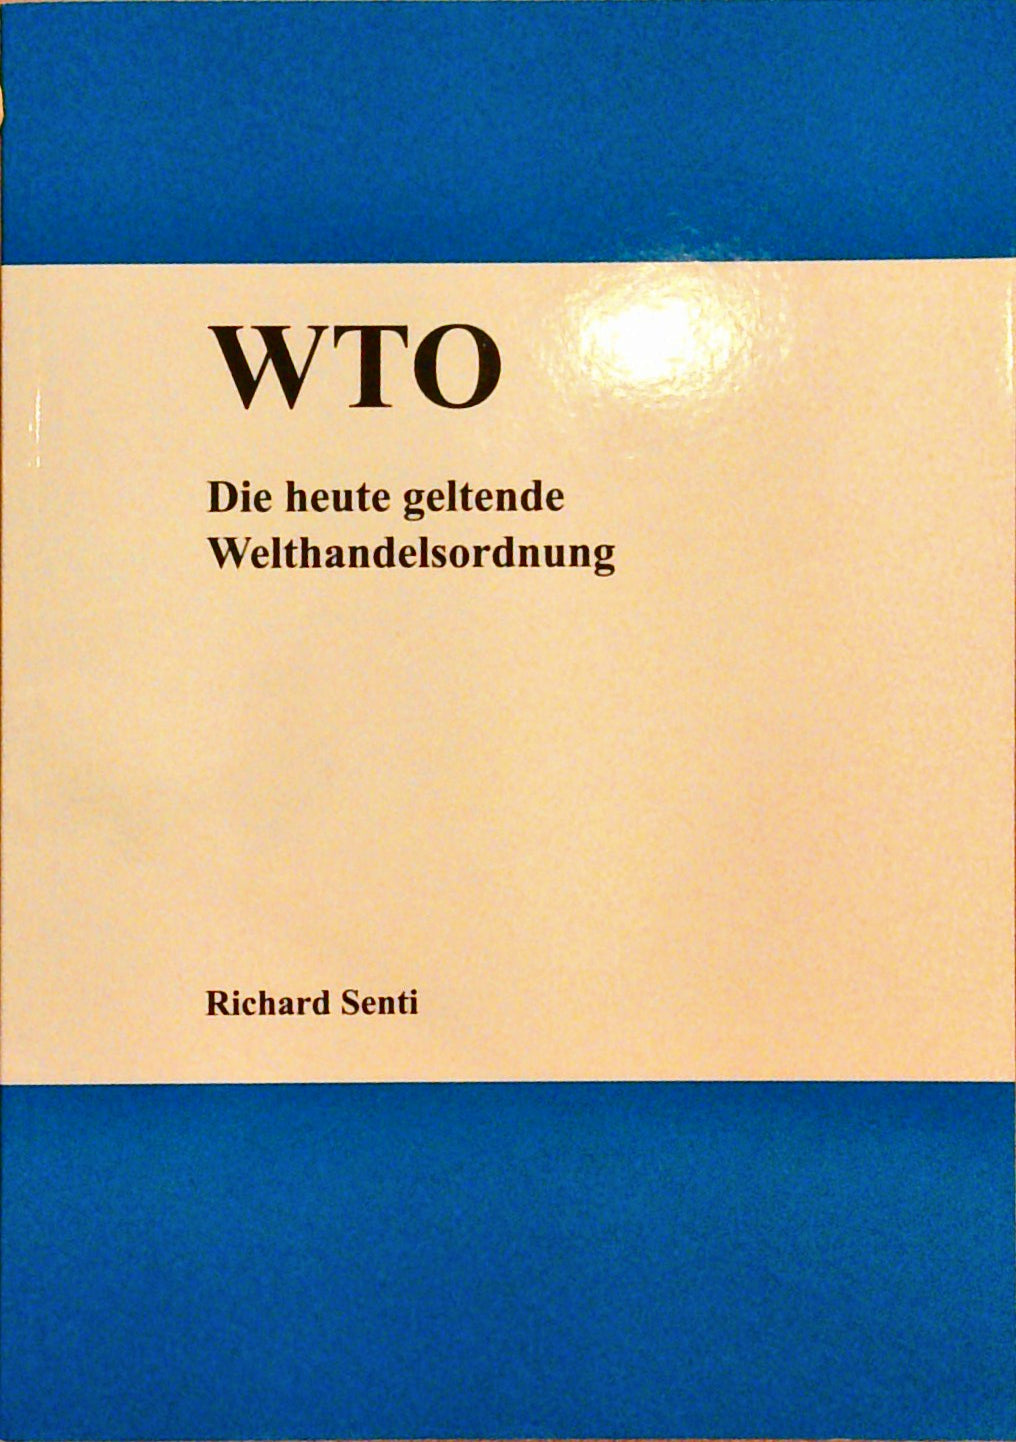 WTO
Die heute geltende
Welthandelsordnung
Richard Senti